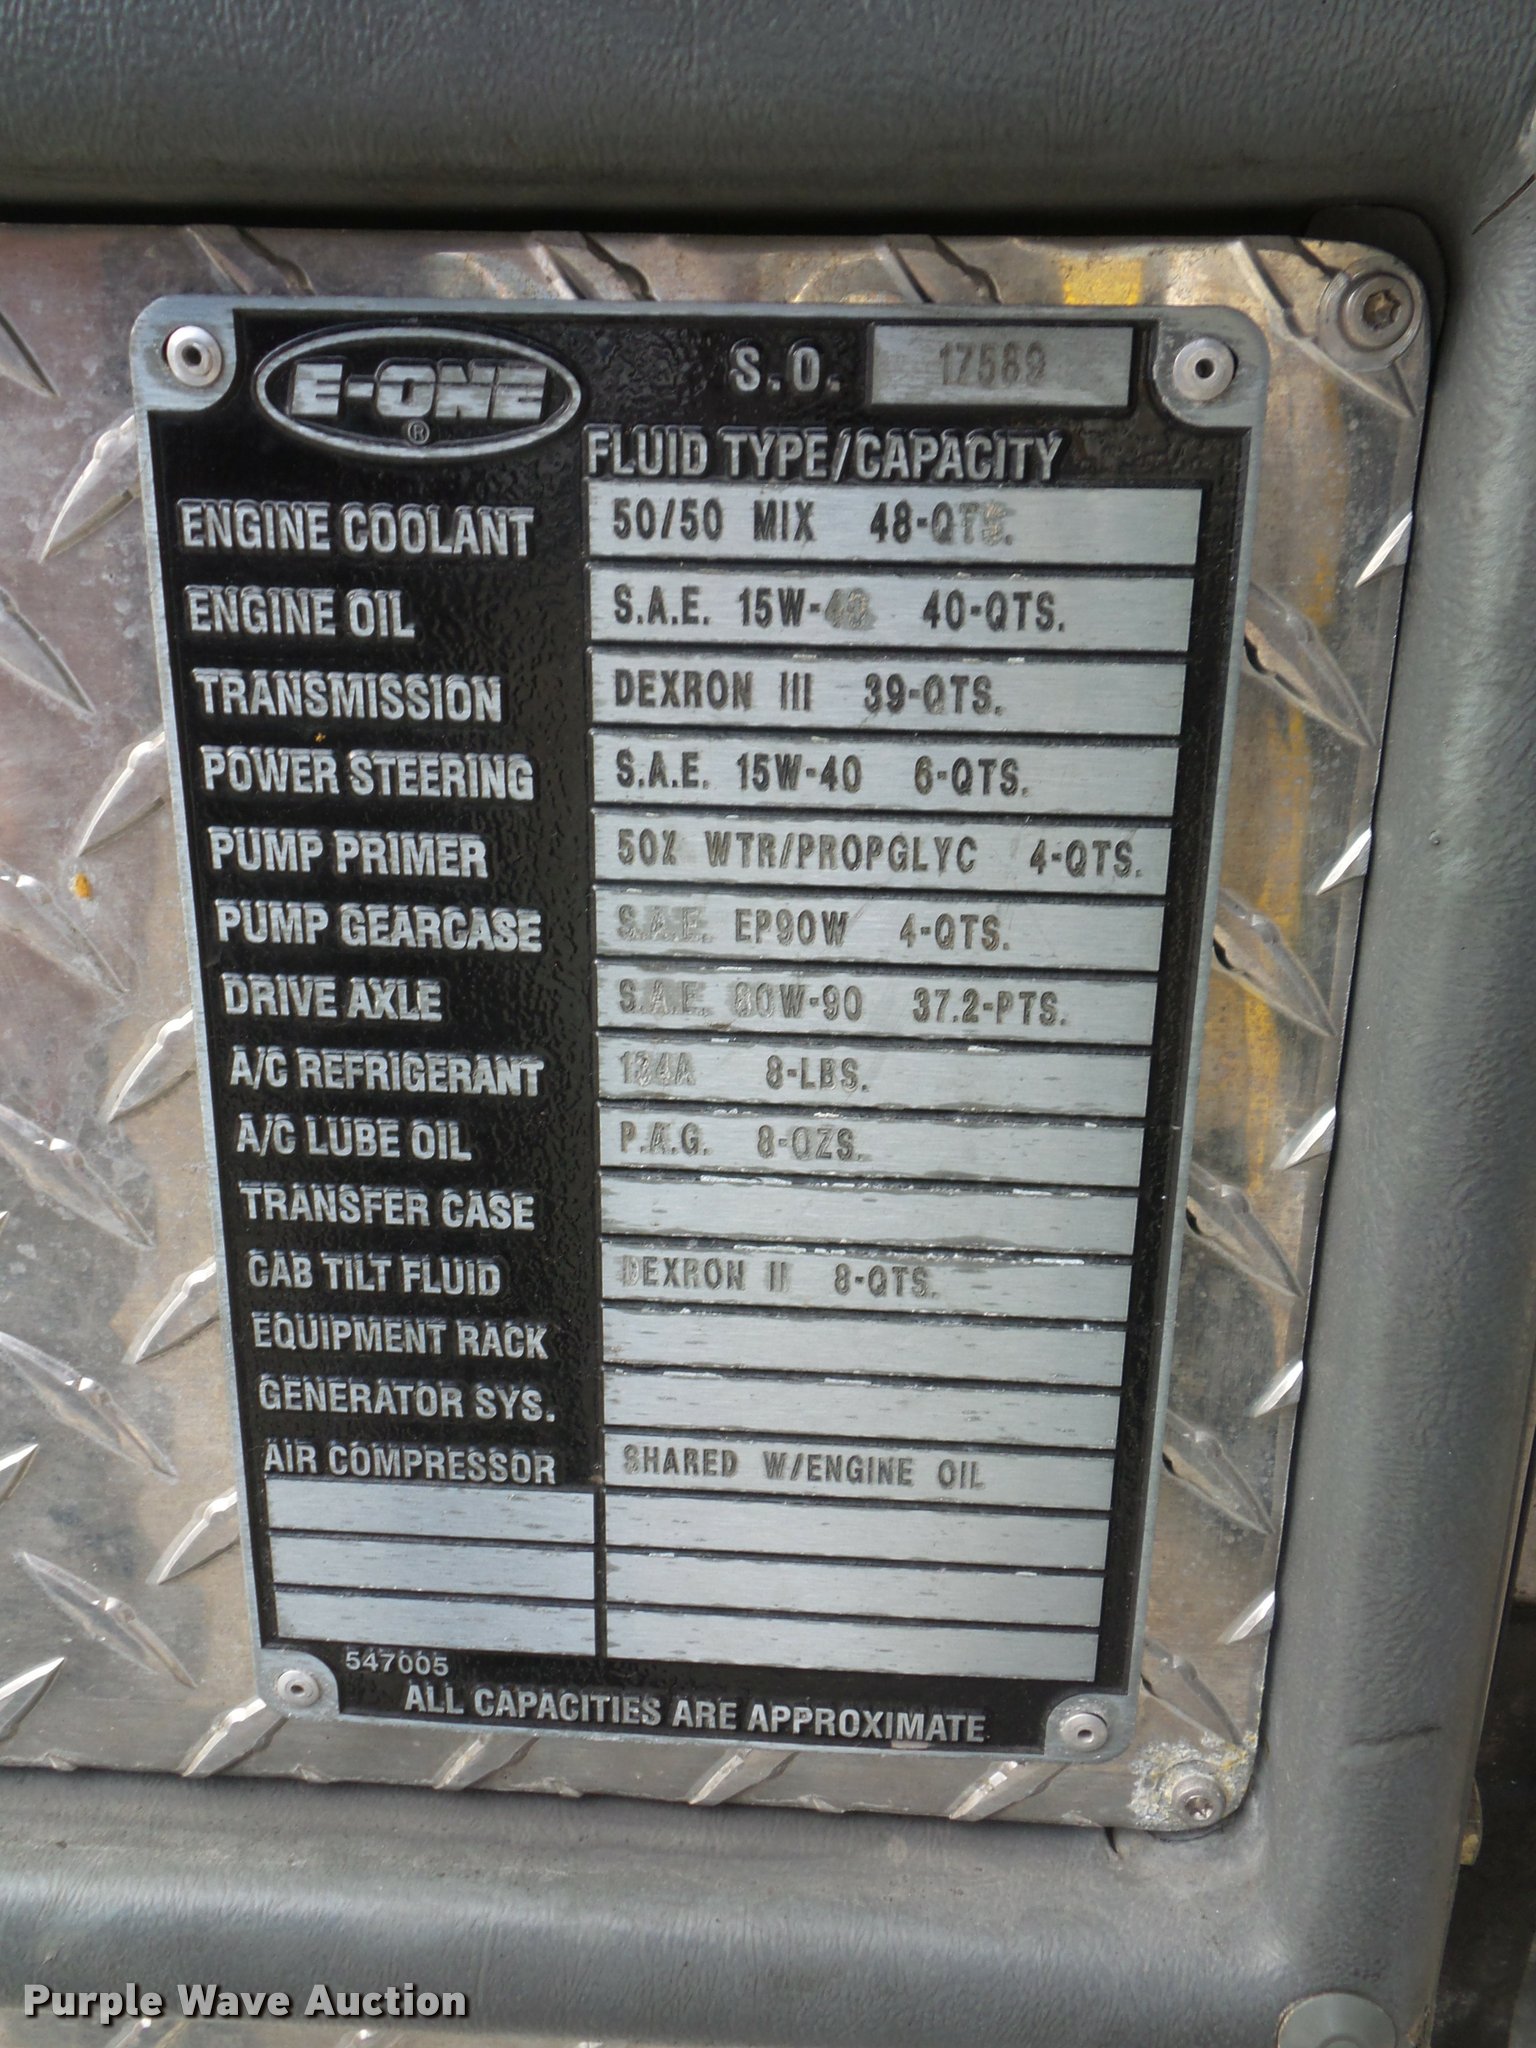 E-ONE ® S.O. 17589
FLUID TYPE/CAPACITY
ENGINE COOLANT 50/50 MIX 48-QTS.
ENGINE OIL S.A.E. 15W-40 40-QTS.
TRANSMISSION DEXRON III 39-QTS.
POWER STEERING S.A.E. 15W-40 6-QTS.
PUMP PRIMER 50% WTR/PROPGLYC 4-QTS.
PUMP GEARCASE S.A.E. EP90W 4-QTS.
DRIVE AXLE S.A.E. 80W-90 37.2-PTS.
A/C REFRIGERANT 134A 8-LBS.
A/C LUBE OIL P.A.G. 8-OZS.
TRANSFER CASE
CAB TILT FLUID DEXRON II 8-QTS.
EQUIPMENT RACK
GENERATOR SYS.
AIR COMPRESSOR SHARED W/ENGINE OIL
547005
ALL CAPACITIES ARE APPROXIMATE
Purple Wave Auction